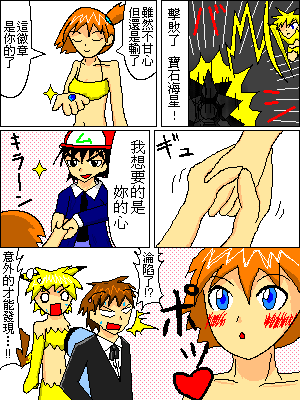 擊敗了
寶石海星！
バ
雖然不甘心
但還是輸了
這徽章
是你的了
ギュ
我想要的是
妳的心
キラーン
ポッ
淪陷了!?
意外的才能發現…!!